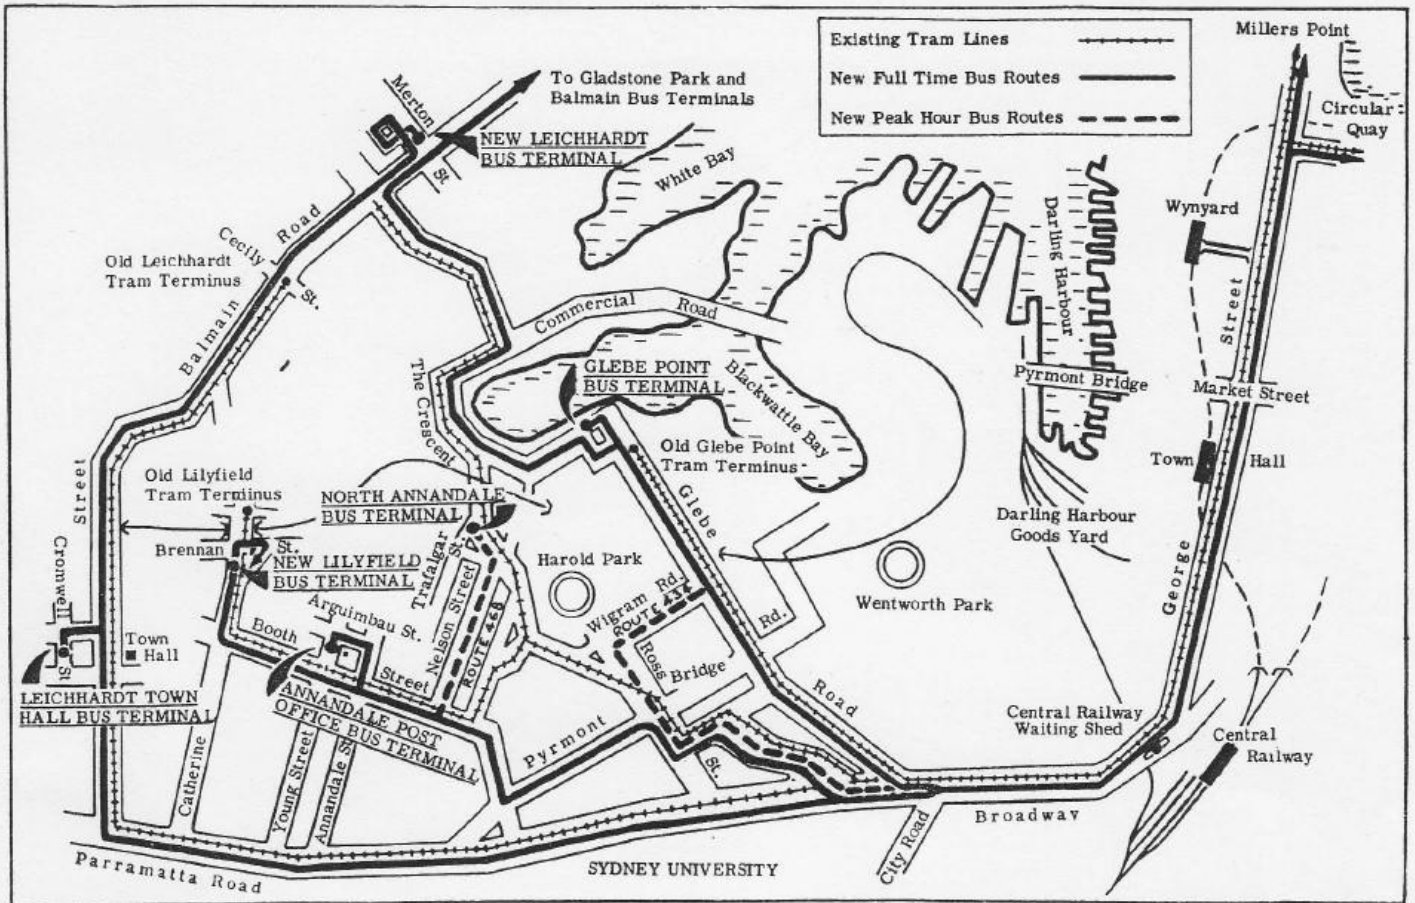 Existing Tram Lines
New Full Time Bus Routes
New Peak Hour Bus Routes
Millers Point
Circular
Quay
To Gladstone Park and
Balmain Bus Terminals
Merton
St.
NEW LEICHHARDT
BUS TERMINAL
White Bay
Darling Harbour
Wynyard
Street
Cecily
St.
Road
Old Leichhardt
Tram Terminus
Balmain
Commercial Road
GLEBE POINT
BUS TERMINAL
Blackwattle Bay
Pyrmont Bridge
Market Street
The Crescent
Old Glebe Point
Tram Terminus
Town Hall
Street
Old Lilyfield
Tram Terminus
NORTH ANNANDALE
BUS TERMINAL
Glebe
Darling Harbour
Goods Yard
Brennan St.
NEW LILYFIELD
BUS TERMINAL
Trafalgar
St.
Harold Park
Wentworth Park
George
Cromwell
St
Arguimbau St.
Nelson Street
ROUTE 468
Wigram Rd.
ROUTE 434
Rd.
Town
Hall
Booth
Street
Ross
St.
Bridge
Road
LEICHHARDT TOWN
HALL BUS TERMINAL
ANNANDALE POST
OFFICE BUS TERMINAL
Pyrmont
Central Railway
Waiting Shed
Central
Railway
Catherine
Young Street
Annandale St
Broadway
City Road
Parramatta Road
SYDNEY UNIVERSITY